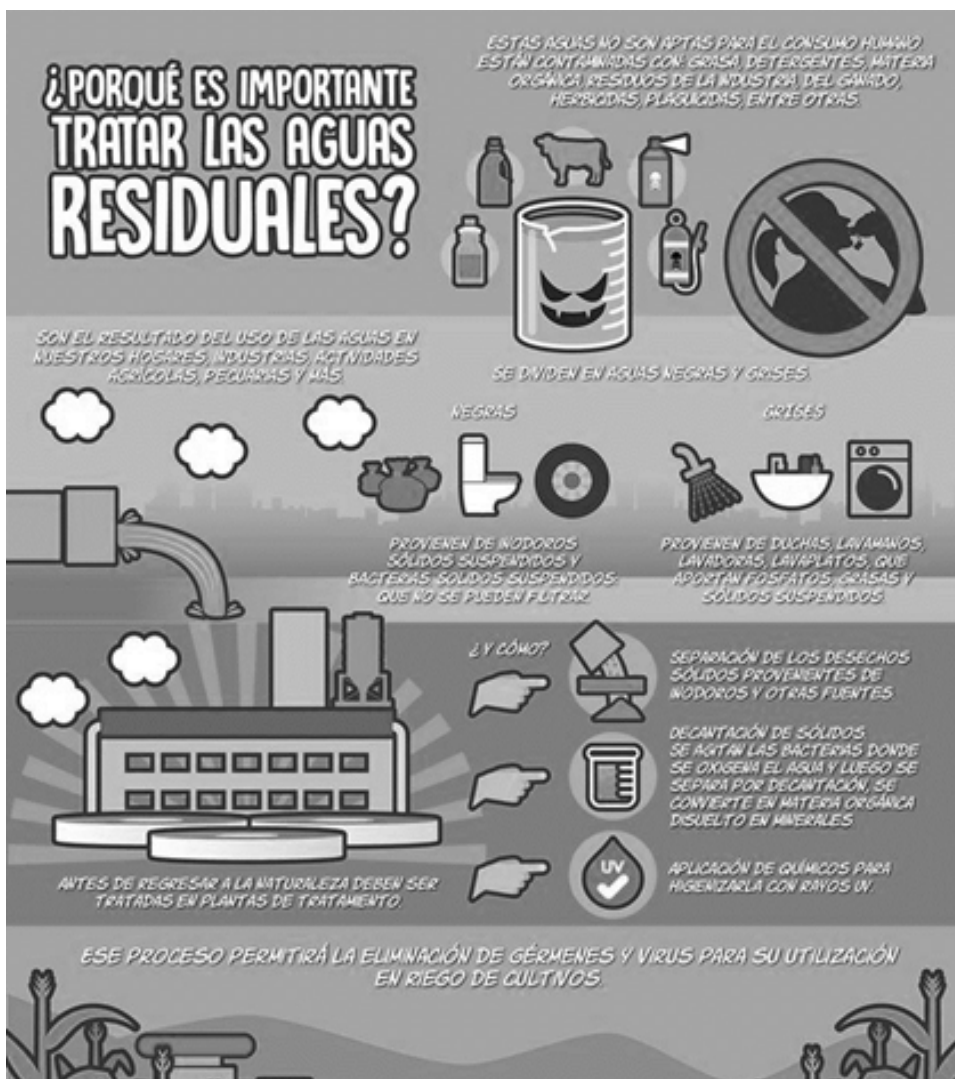 ¿PORQUÉ ES IMPORTANTE
TRATAR LAS AGUAS
RESIDUALES?
ESTAS AGUAS NO SON APTAS PARA EL CONSUMO HUMANO
ESTÁN CONTAMINADAS CON: GRASA, DETERGENTES, MATERIA
ORGÁNICA, RESIDUOS DE LA INDUSTRIA, DEL GANADO,
HERBICIDAS, PLAGUICIDAS, ENTRE OTRAS.
SON EL RESULTADO DEL USO DE LAS AGUAS EN
NUESTROS HOGARES, INDUSTRIAS, ACTIVIDADES
AGRÍCOLAS, PECUARIAS Y MÁS.
SE DIVIDEN EN AGUAS NEGRAS Y GRISES.
NEGRAS
PROVIENEN DE INODOROS
SÓLIDOS SUSPENDIDOS Y
BACTERIAS SÓLIDOS SUSPENDIDOS
QUE NO SE PUEDEN FILTRAR.
GRISES
PROVIENEN DE DUCHAS, LAVAMANOS,
LAVADORAS, LAVAPLATOS, QUE
APORTAN FOSFATOS, GRASAS Y
SÓLIDOS SUSPENDIDOS.
¿Y CÓMO?
SEPARACIÓN DE LOS DESECHOS
SÓLIDOS PROVENIENTES DE
INODOROS Y OTRAS FUENTES
DECANTACIÓN DE SÓLIDOS
SE AGITAN LAS BACTERIAS DONDE
SE OXIGENA EL AGUA Y LUEGO SE
SEPARA POR DECANTACIÓN, SE
CONVIERTE EN MATERIA ORGÁNICA
DISUELTO EN MINERALES
UV
APLICACIÓN DE QUÍMICOS PARA
HIGIENIZARLA CON RAYOS UV.
ANTES DE REGRESAR A LA NATURALEZA DEBEN SER
TRATADAS EN PLANTAS DE TRATAMIENTO.
ESE PROCESO PERMITIRÁ LA ELIMINACIÓN DE GÉRMENES Y VIRUS PARA SU UTILIZACIÓN
EN RIEGO DE CULTIVOS.